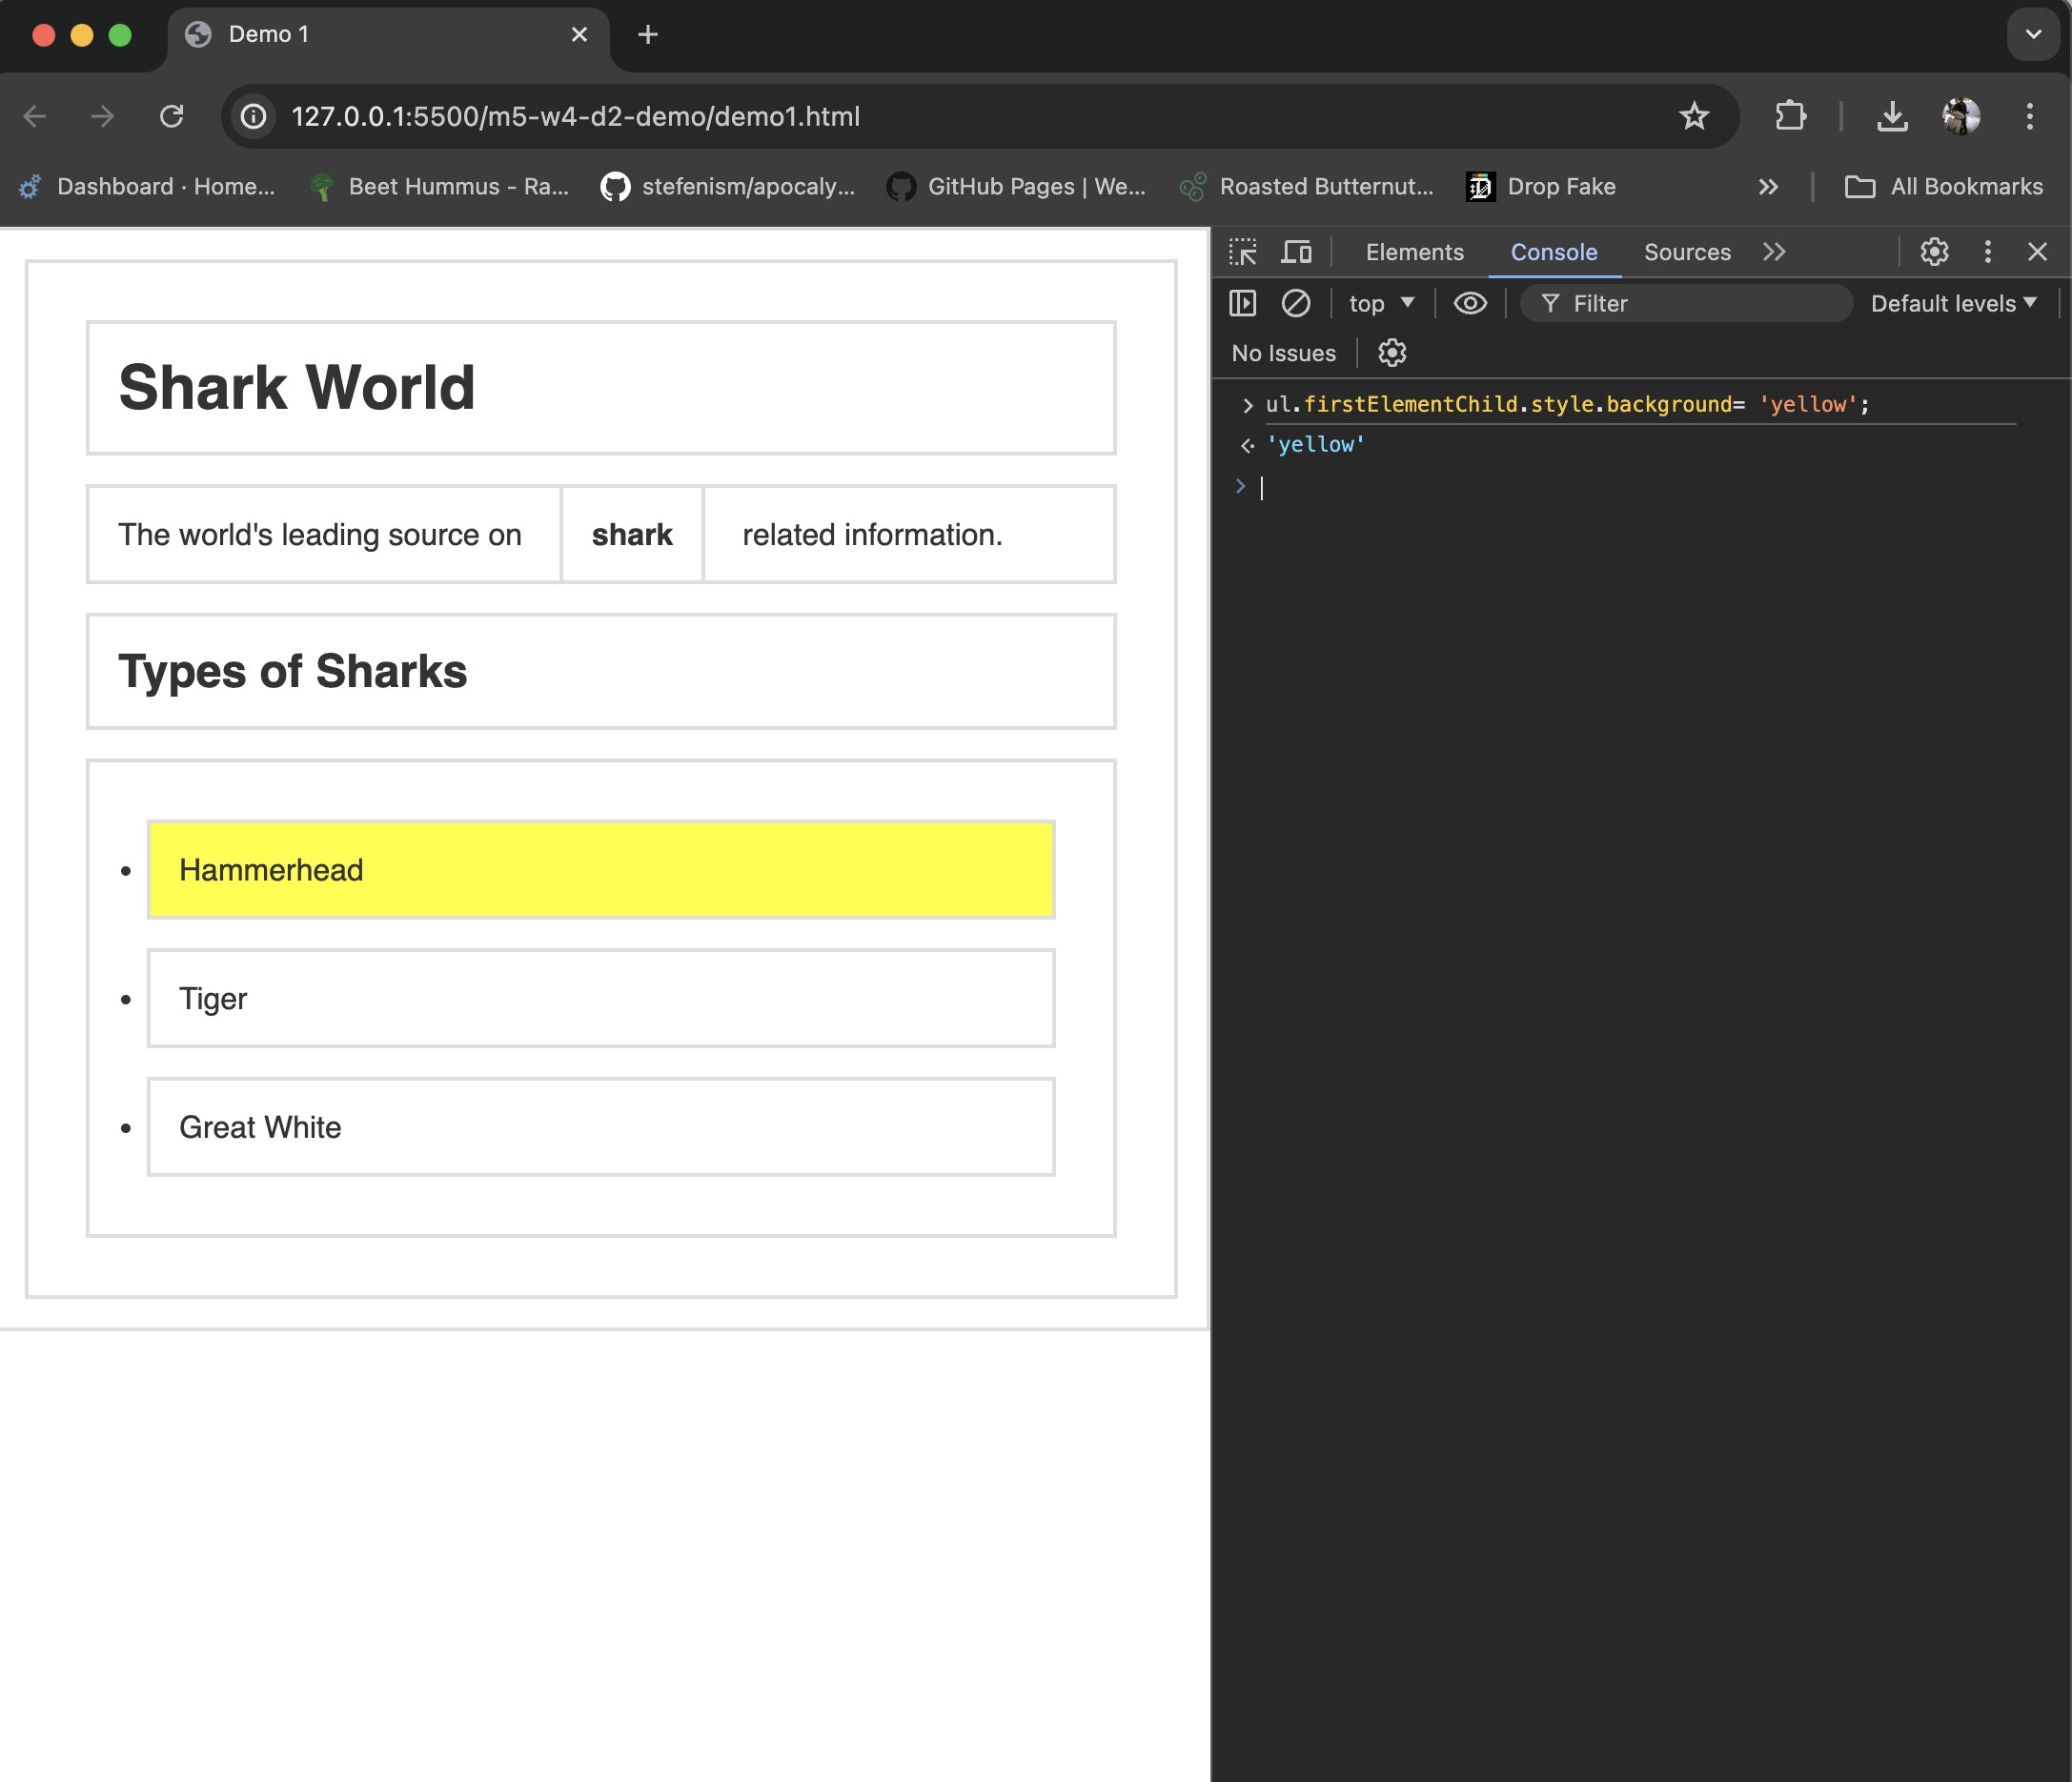 Demo 1
127.0.0.1:5500/m5-w4-d2-demo/demo1.html
Dashboard · Home... Beet Hummus - Ra... stefenism/apocaly... GitHub Pages | We... Roasted Butternut... Drop Fake All Bookmarks
Shark World
The world's leading source on shark related information.
Types of Sharks
Hammerhead
Tiger
Great White
Elements Console Sources
top Filter Default levels
No Issues
ul.firstElementChild.style.background= 'yellow';
'yellow'